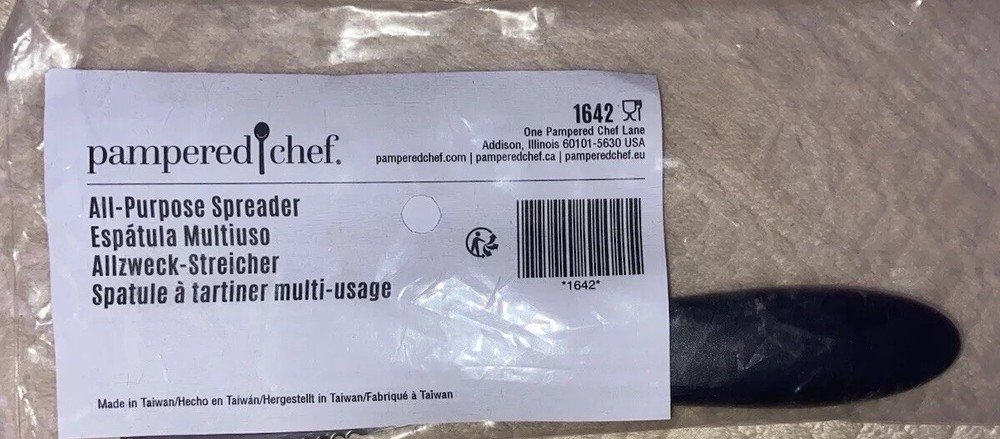 pampered chef.
1642
One Pampered Chef Lane
Addison, Illinois 60101-5630 USA
pamperedchef.com | pamperedchef.ca | pamperedchef.eu
All-Purpose Spreader
Espátula Multiuso
Allzweck-Streicher
Spatule à tartiner multi-usage
*1642*
Made in Taiwan/Hecho en Taiwán/Hergestellt in Taiwan/Fabriqué à Taïwan